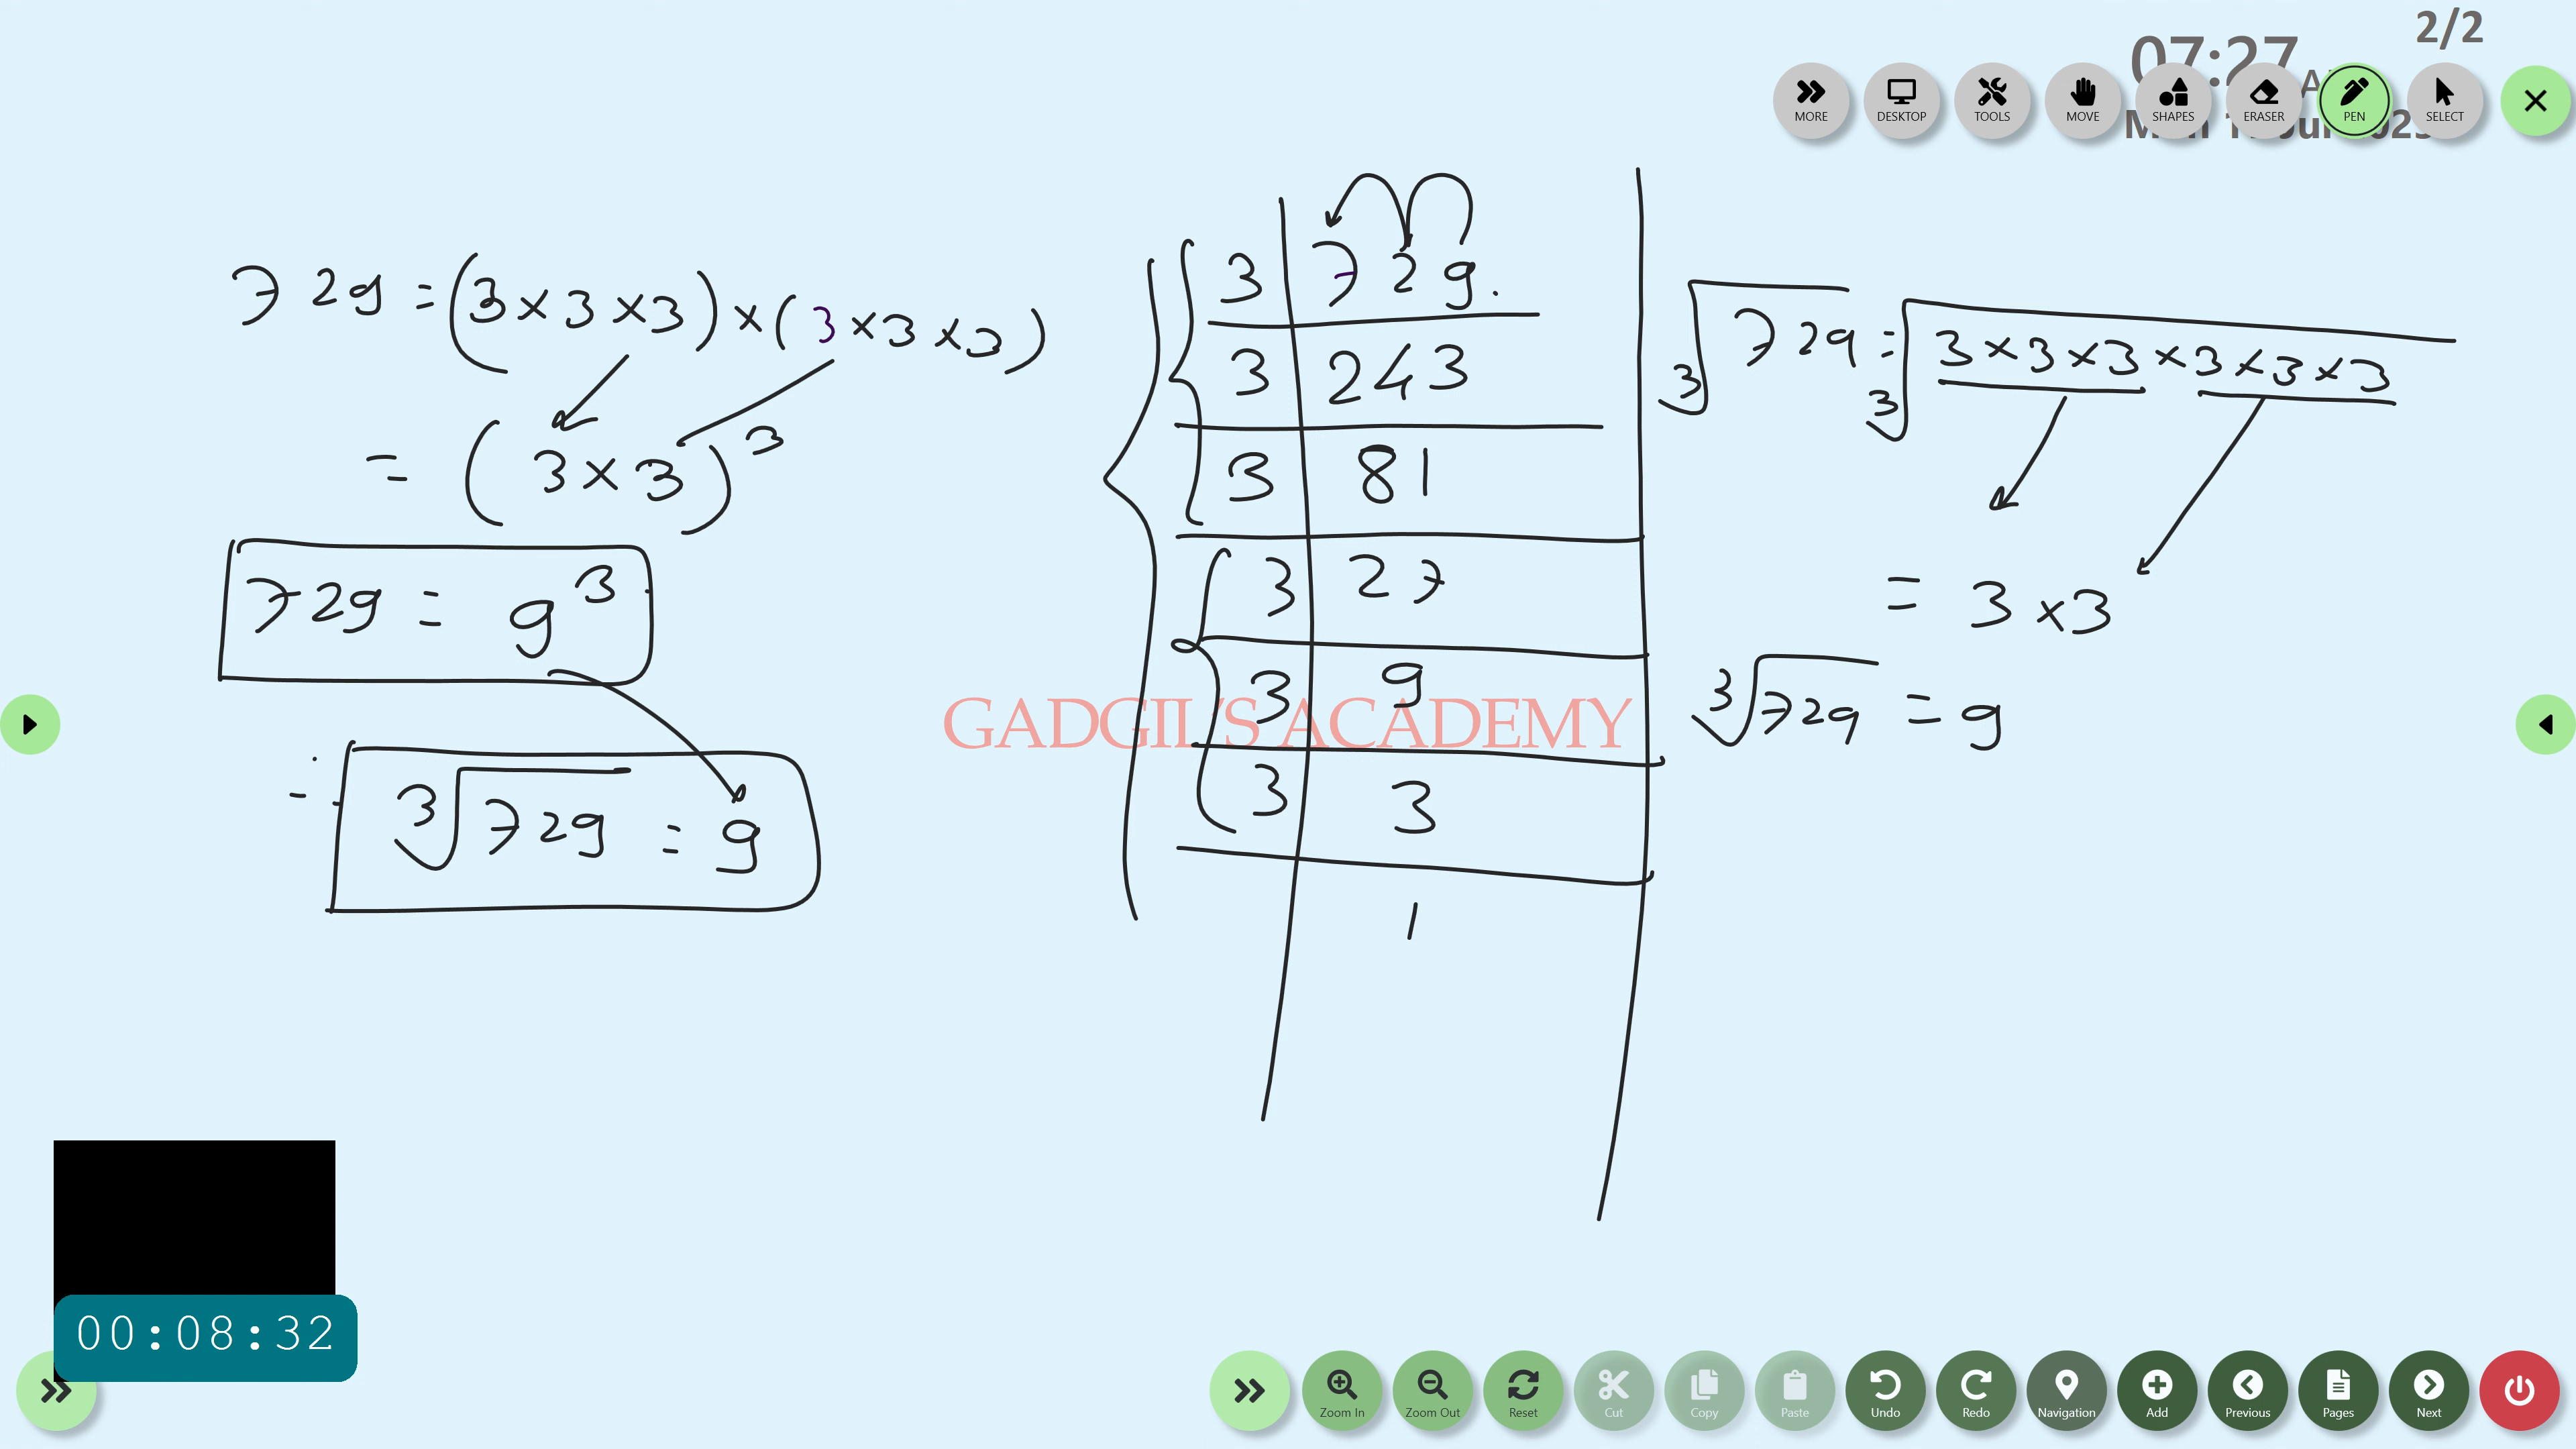 2/2
07:27
MORE
DESKTOP
TOOLS
MOVE
SHAPES
ERASER
PEN
SELECT
729 = (3 × 3 × 3) × (3 × 3 × 3)
= (3 × 3)³
729 = 9³
∴ ∛729 = 9
3 | 729.
3 | 243
3 | 81
3 | 27
3 | 9
3 | 3
1
∛729 = ∛3 × 3 × 3 × 3 × 3 × 3
= 3 × 3
∛729 = 9
GADGIL'S ACADEMY
00:08:32
Zoom In
Zoom Out
Reset
Cut
Copy
Paste
Undo
Redo
Navigation
Add
Previous
Pages
Next